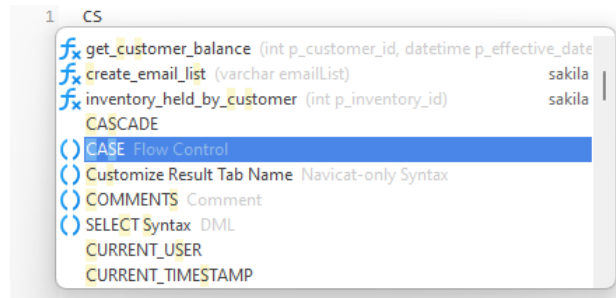 1 CS
get_customer_balance (int p_customer_id, datetime p_effective_date
create_email_list (varchar emailList) sakila
inventory_held_by_customer (int p_inventory_id) sakila
CASCADE
CASE Flow Control
Customize Result Tab Name Navicat-only Syntax
COMMENTS Comment
SELECT Syntax DML
CURRENT_USER
CURRENT_TIMESTAMP